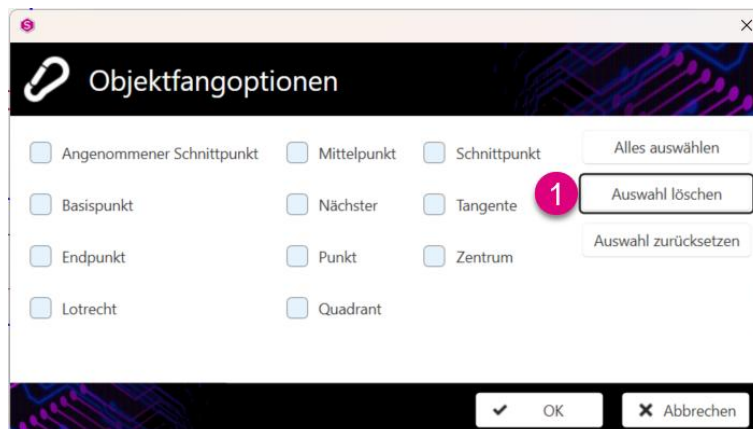 S
Objektfangoptionen
Angenommener Schnittpunkt
Mittelpunkt
Schnittpunkt
Alles auswählen
Basispunkt
Nächster
Tangente
1
Auswahl löschen
Endpunkt
Punkt
Zentrum
Auswahl zurücksetzen
Lotrecht
Quadrant
OK
Abbrechen